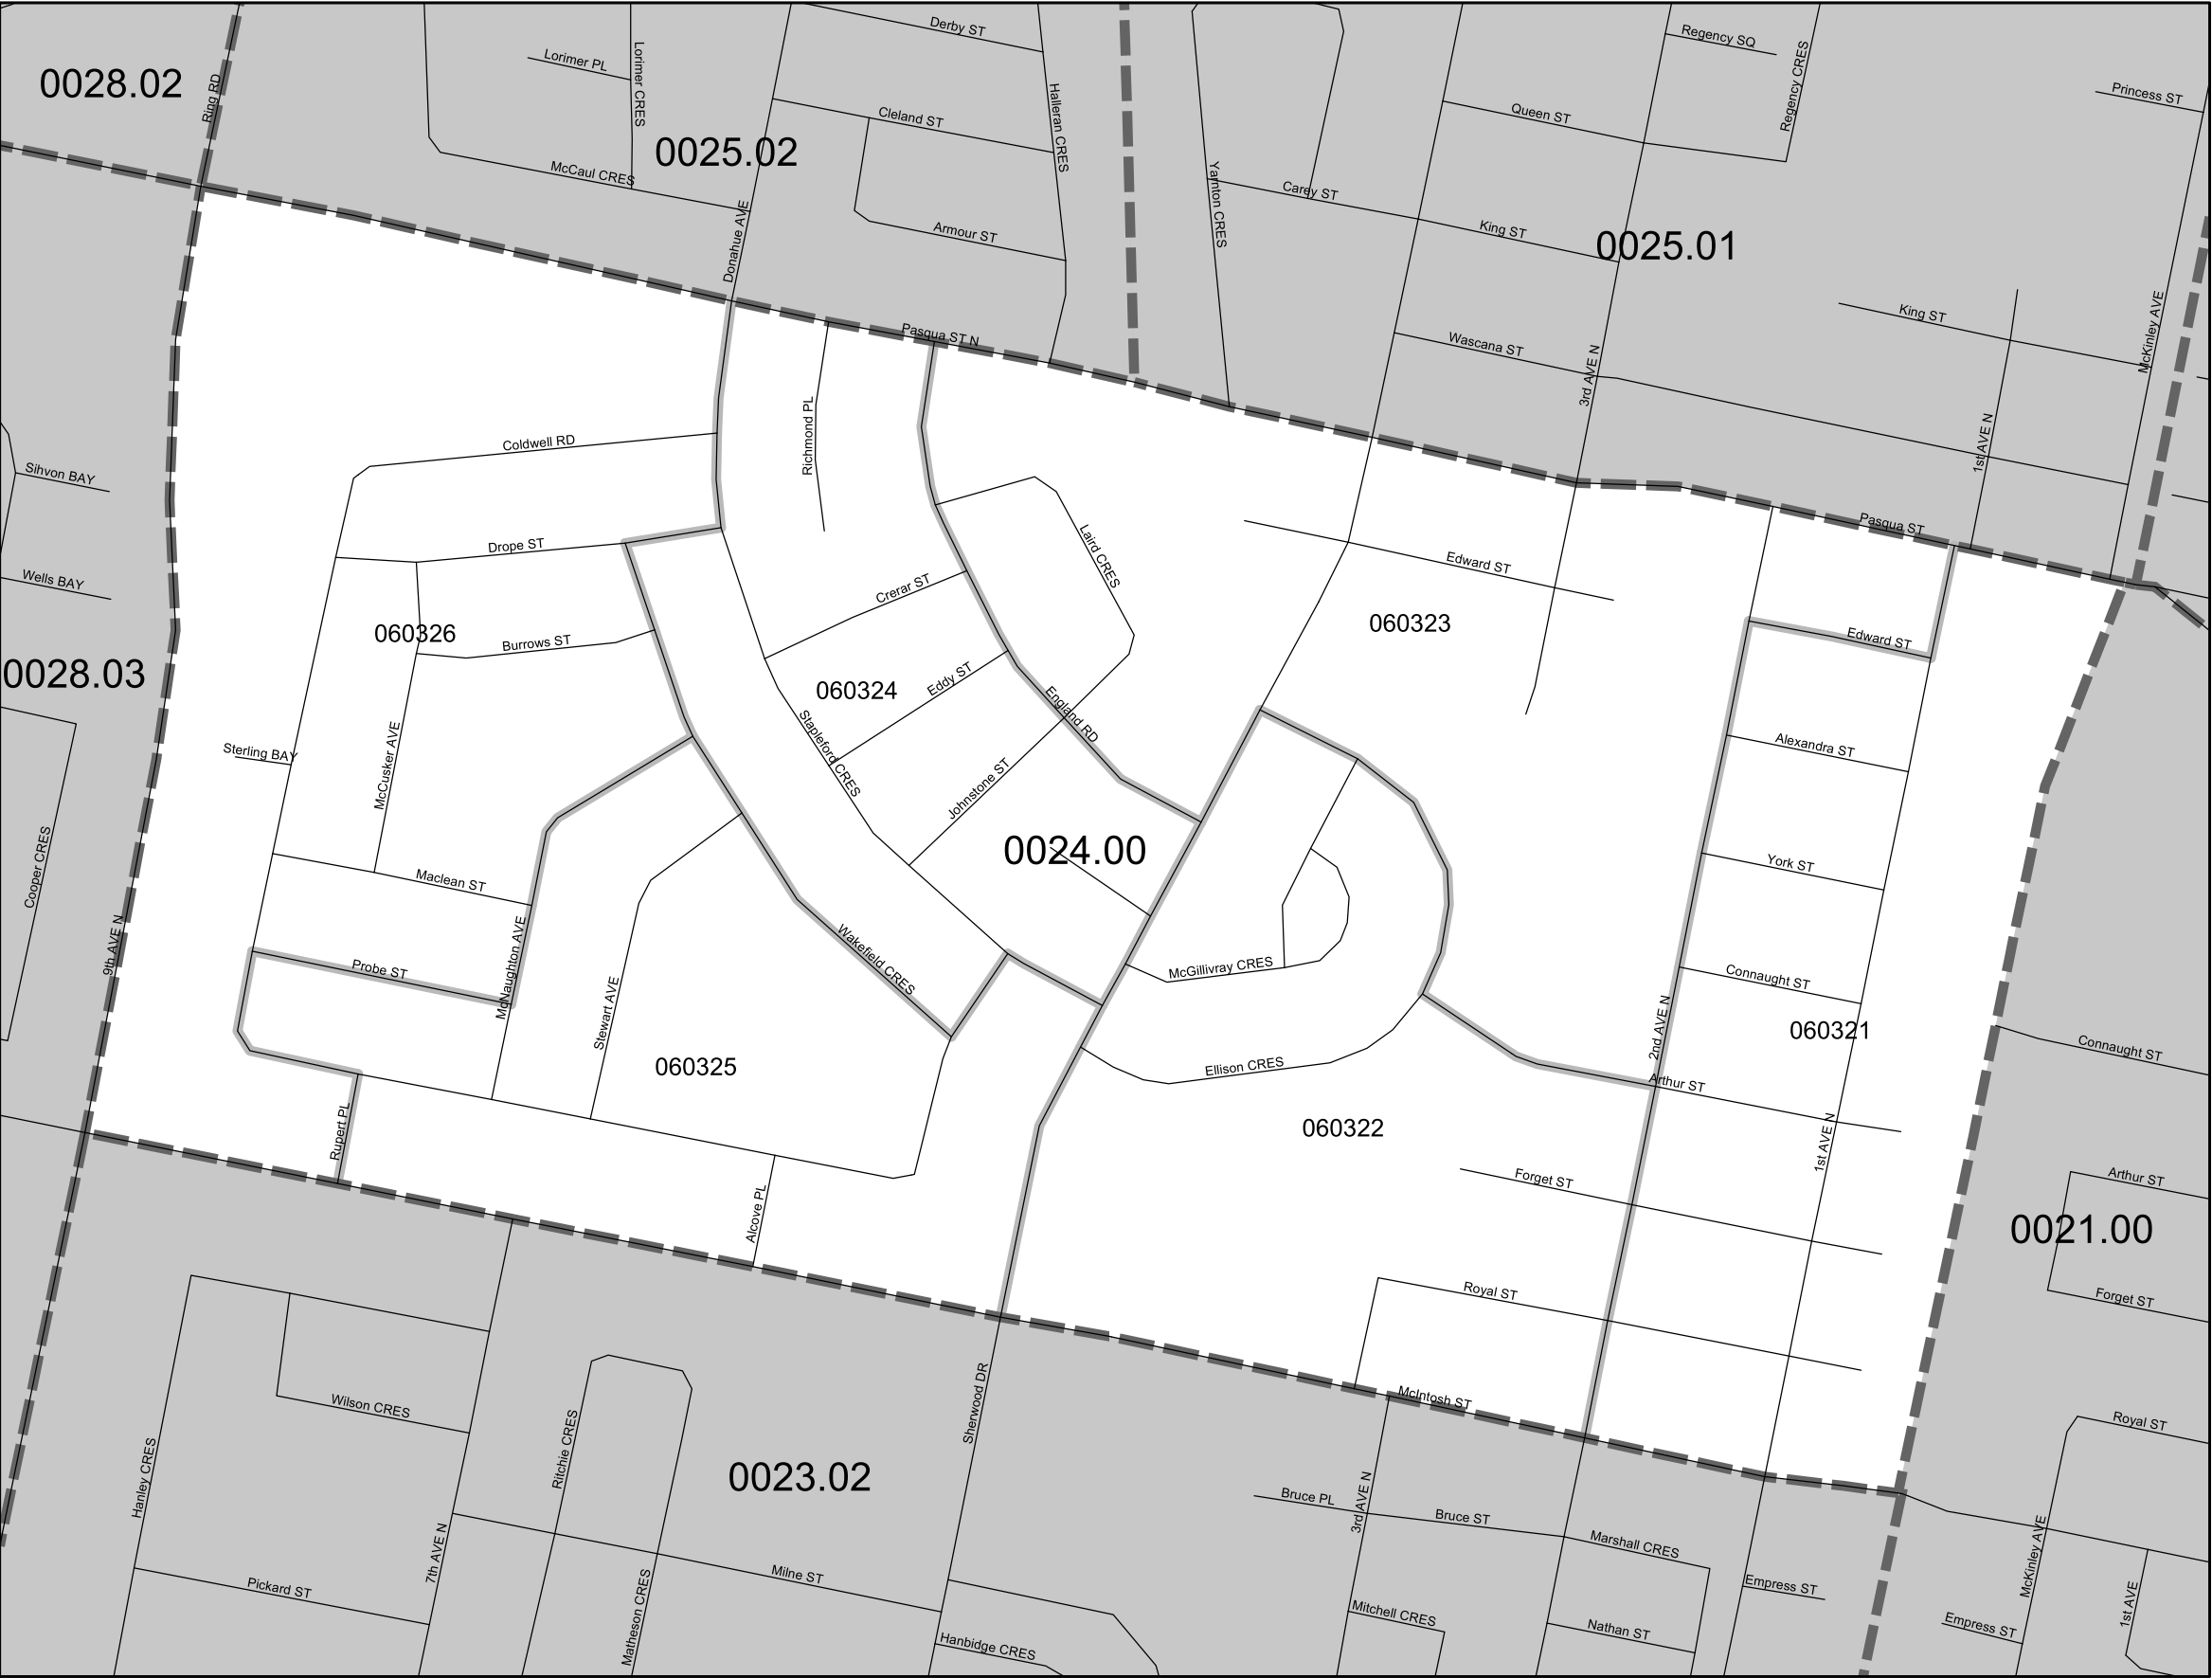 Derby ST
Regency SQ
Lorimer PL
Lorimer CRES
Regency CRES
0028.02
Ring RD
Princess ST
Halleran CRES
Cleland ST
Queen ST
0025.02
McCaul CRES
Yarnton CRES
Carey ST
Donahue AVE
Armour ST
King ST
0025.01
King ST
McKinley AVE
Pasqua ST N
Wascana ST
3rd AVE N
Richmond PL
1st AVE N
Coldwell RD
Sihvon BAY
Pasqua ST
Drope ST
Laird CRES
Edward ST
Wells BAY
Crerar ST
060326
Burrows ST
060323
Edward ST
0028.03
060324
Eddy ST
England RD
Stapleford CRES
Sterling BAY
McCusker AVE
Alexandra ST
Johnstone ST
0024.00
York ST
Cooper CRES
Maclean ST
9th AVE N
McNaughton AVE
Wakefield CRES
Probe ST
McGillivray CRES
Connaught ST
Stewart AVE
2nd AVE N
060321
Connaught ST
060325
Ellison CRES
Arthur ST
Rupert PL
060322
1st AVE N
Forget ST
Arthur ST
Alcove PL
0021.00
Royal ST
Forget ST
Sherwood DR
McIntosh ST
Wilson CRES
Ritchie CRES
Royal ST
Hanley CRES
0023.02
Bruce PL
3rd AVE N
Bruce ST
7th AVE N
Marshall CRES
McKinley AVE
Milne ST
Pickard ST
Matheson CRES
Empress ST
1st AVE
Mitchell CRES
Nathan ST
Empress ST
Hanbidge CRES